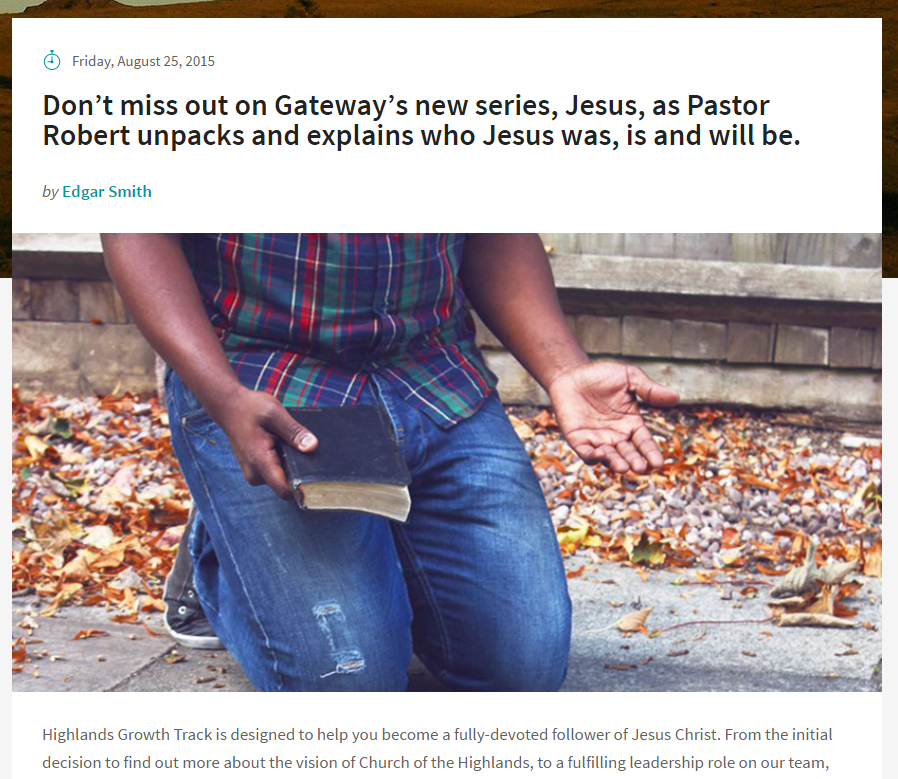 Friday, August 25, 2015
Don’t miss out on Gateway’s new series, Jesus, as Pastor
Robert unpacks and explains who Jesus was, is and will be.
by Edgar Smith
Highlands Growth Track is designed to help you become a fully-devoted follower of Jesus Christ. From the initial
decision to find out more about the vision of Church of the Highlands, to a fulfilling leadership role on our team,